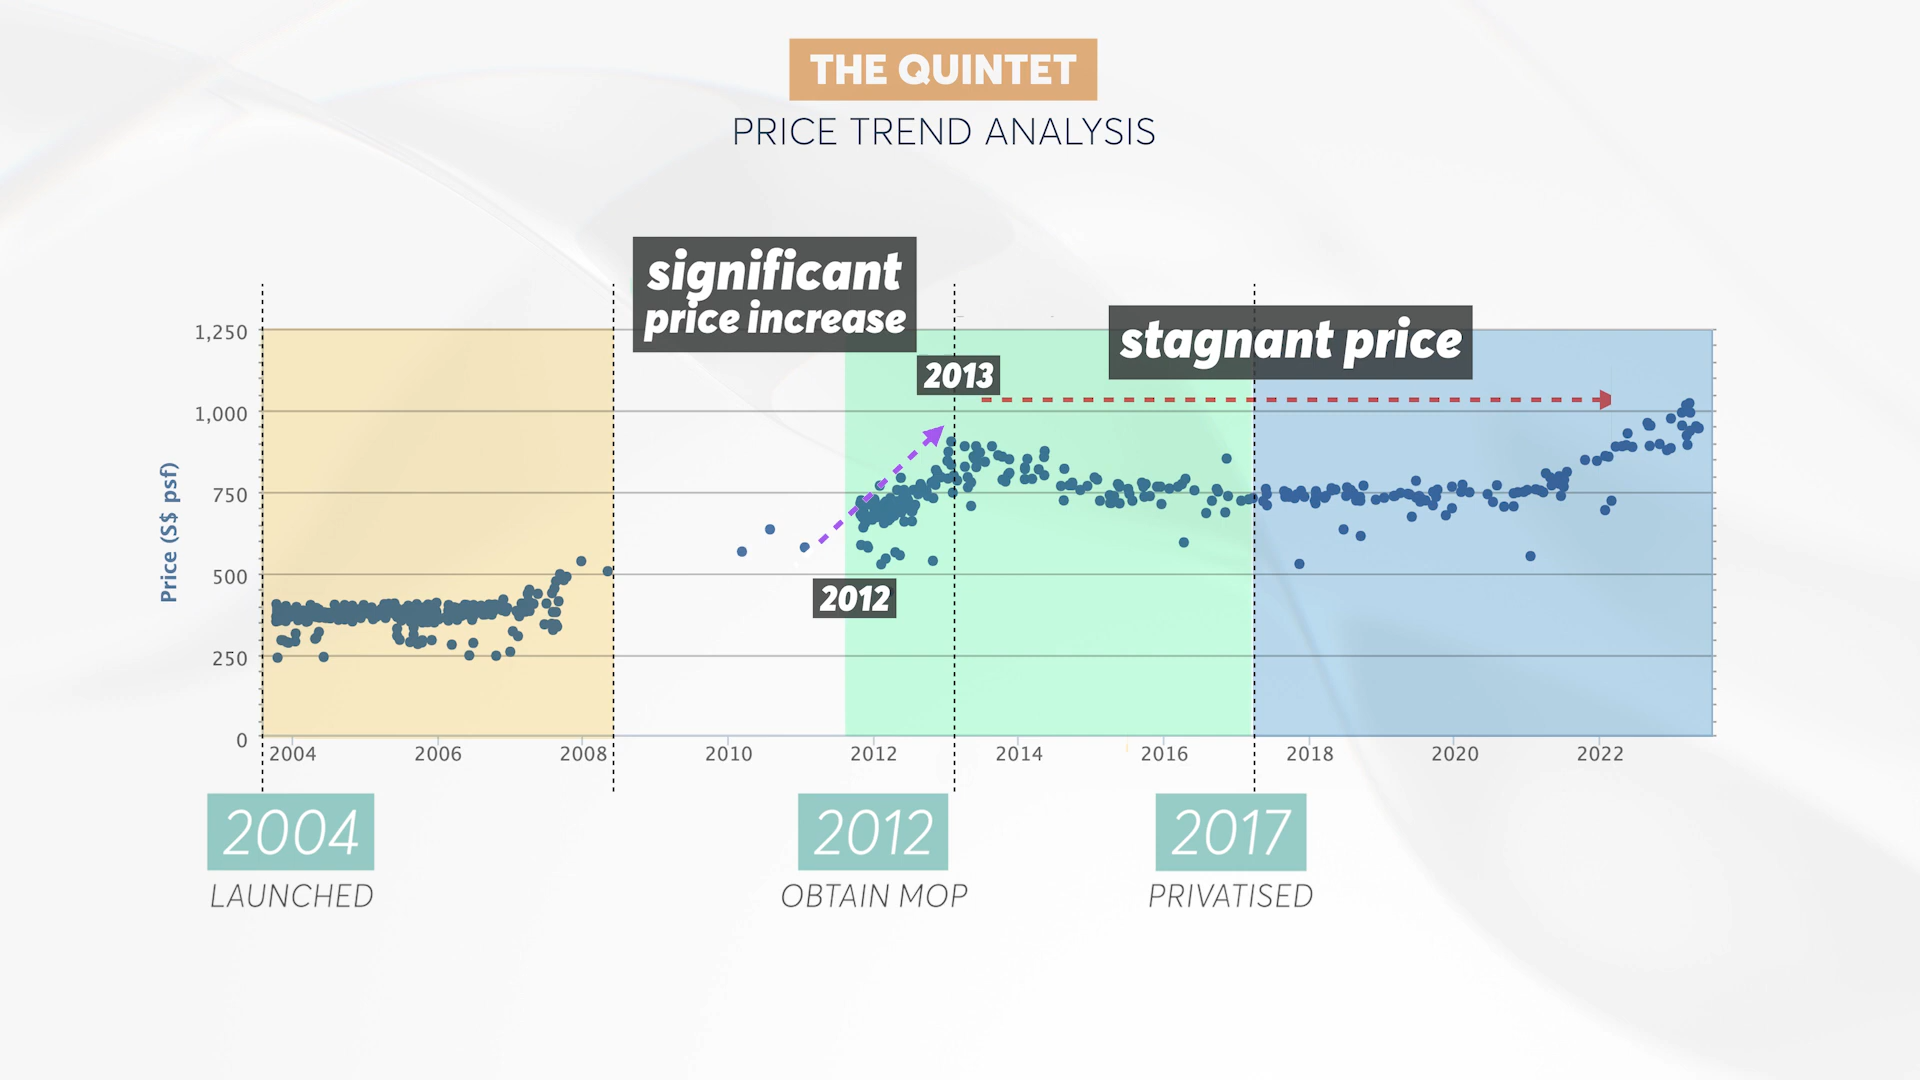 THE QUINTET
PRICE TREND ANALYSIS
significant
price increase
stagnant price
2013
2012
Price (S$ psf)
1,250
1,000
750
500
250
0
2004 2006 2008 2010 2012 2014 2016 2018 2020 2022
2004
LAUNCHED
2012
OBTAIN MOP
2017
PRIVATISED